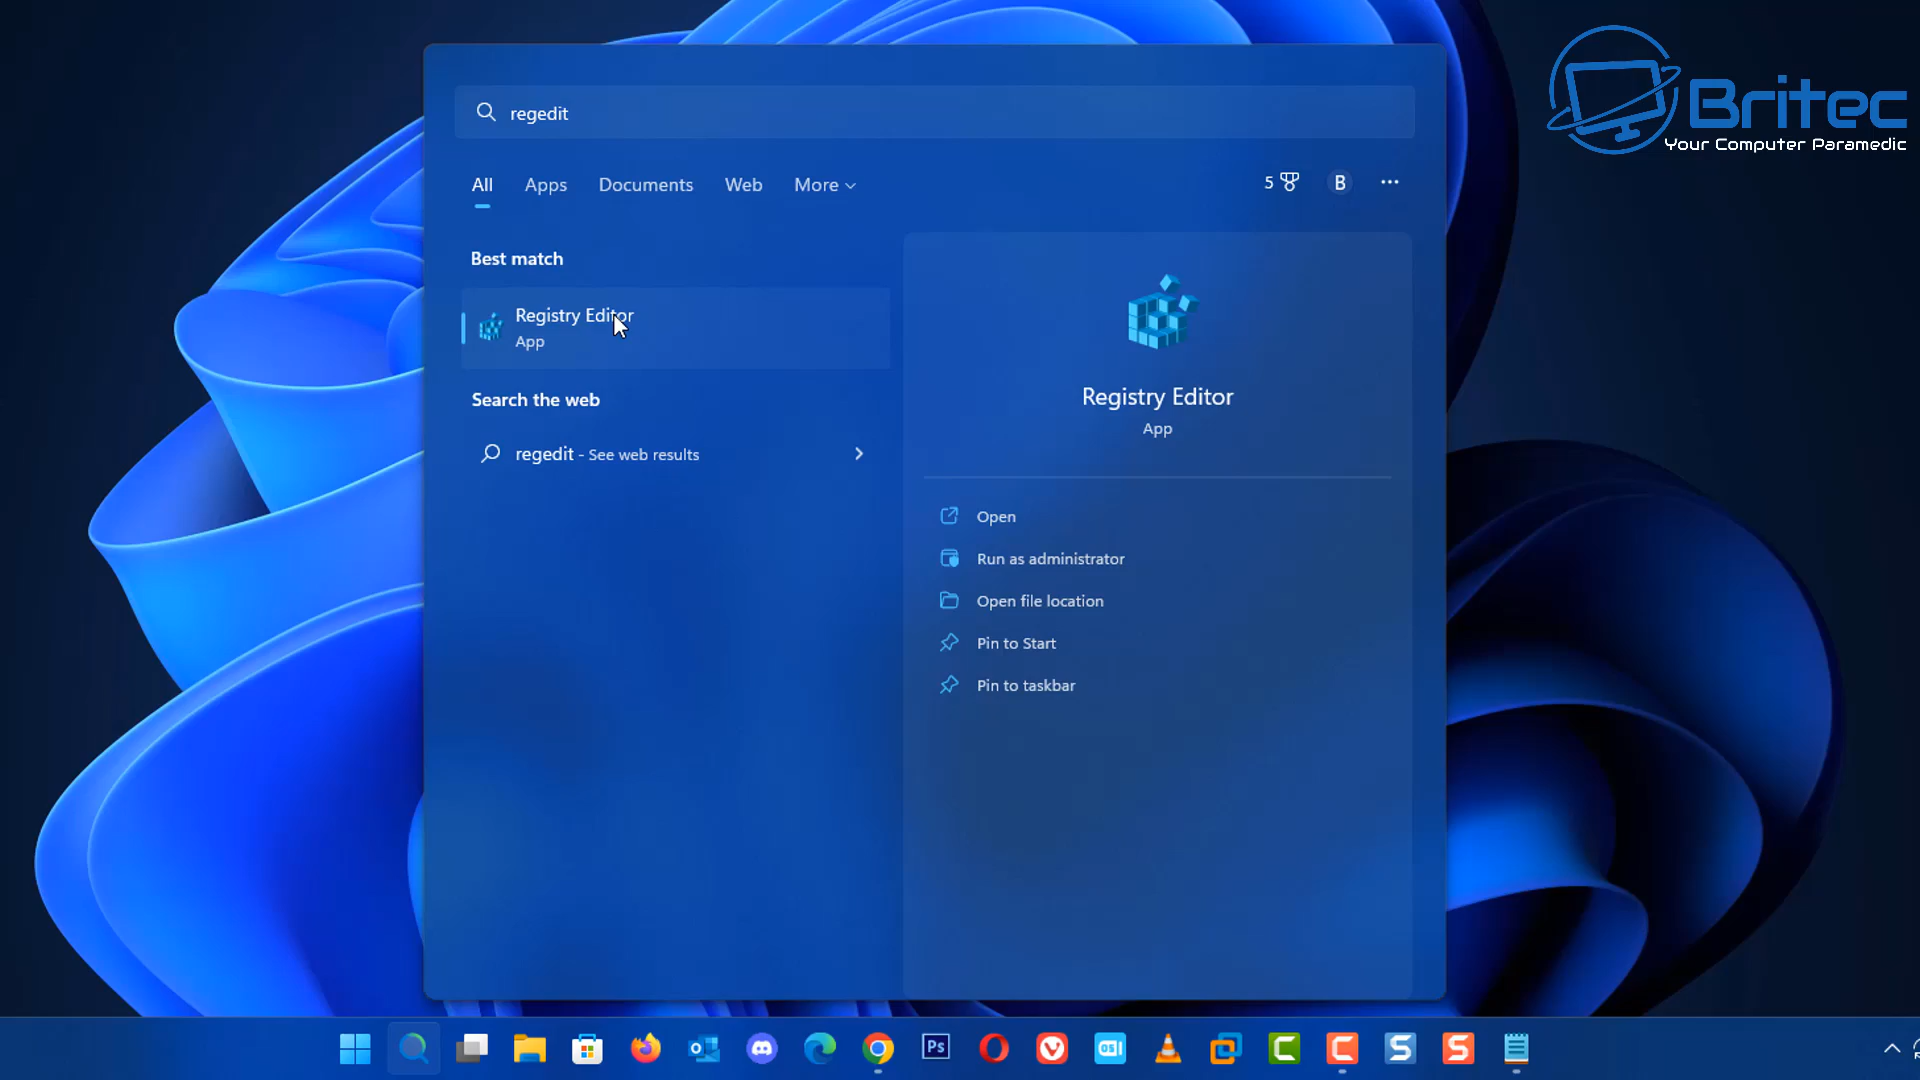 regedit
Britec
Your Computer Paramedic
All Apps Documents Web More
5 B
Best match
Registry Editor
App
Search the web
regedit - See web results
Registry Editor
App
Open
Run as administrator
Open file location
Pin to Start
Pin to taskbar
Ps